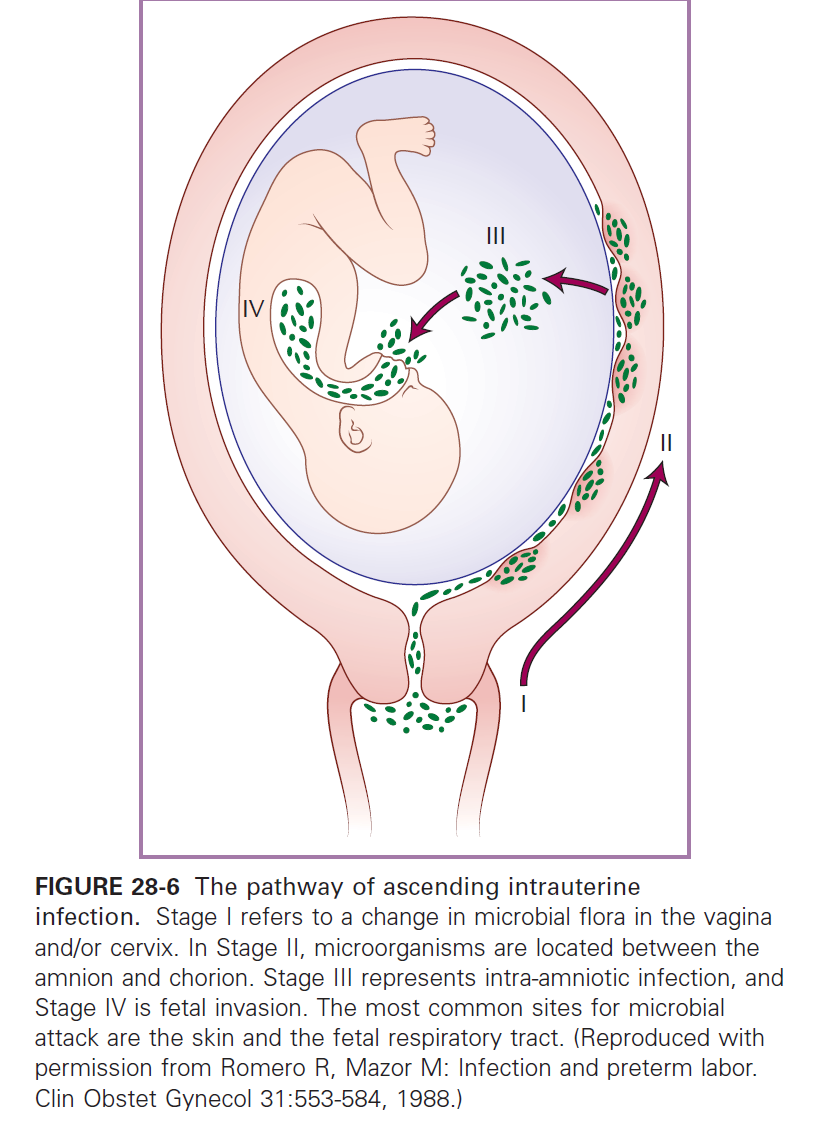 III
IV
II
I
FIGURE 28-6 The pathway of ascending intrauterine
infection. Stage I refers to a change in microbial flora in the vagina
and/or cervix. In Stage II, microorganisms are located between the
amnion and chorion. Stage III represents intra-amniotic infection, and
Stage IV is fetal invasion. The most common sites for microbial
attack are the skin and the fetal respiratory tract. (Reproduced with
permission from Romero R, Mazor M: Infection and preterm labor.
Clin Obstet Gynecol 31:553-584, 1988.)